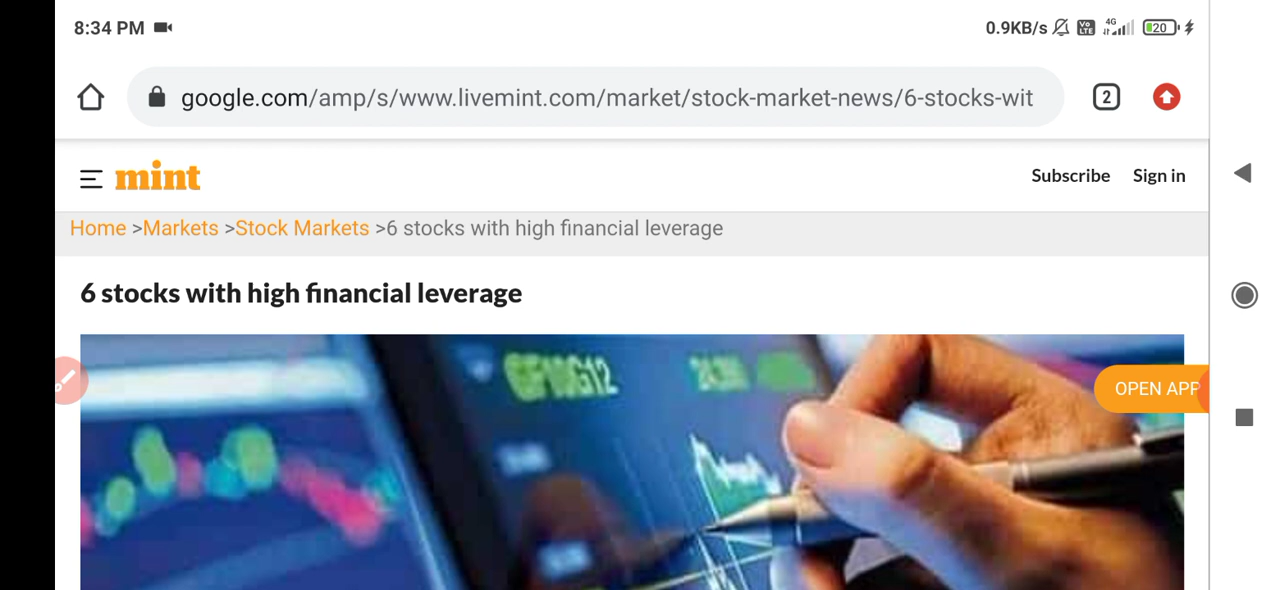 8:34 PM
0.9KB/s
Vo LTE
4G
20
google.com/amp/s/www.livemint.com/market/stock-market-news/6-stocks-wit
2
mint
Subscribe Sign in
Home >Markets >Stock Markets >6 stocks with high financial leverage
6 stocks with high financial leverage
OPEN APP